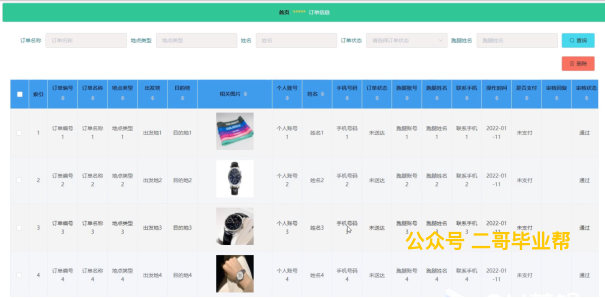 首页 ****** 订单信息
订单名称 订单名称 地点类型 地点类型 姓名 姓名 订单状态 请选择订单状态 跑腿姓名 跑腿姓名 查询
删除
索引 订单编号 订单名称 地点类型 出发地 目的地 相关图片 个人账号 姓名 手机号码 订单状态 跑腿账号 跑腿姓名 联系手机 是否支付 审核回复 审核状态
1 订单编号1 订单名称1 地点类型1 出发地1 目的地1 个人账号1 姓名1 手机号码1 未送达 跑腿账号1 跑腿姓名1 联系手机1 2022-01-11 未支付 通过
2 订单编号2 订单名称2 地点类型2 出发地2 目的地2 个人账号2 姓名2 手机号码2 未送达 跑腿账号2 跑腿姓名2 联系手机2 2022-01-11 未支付 通过
3 订单编号3 订单名称3 地点类型3 出发地3 目的地3 个人账号3 姓名3 手机号码3 未送达 跑腿账号3 跑腿姓名3 联系手机3 2022-01-11 未支付 通过
公众号 二哥毕业帮
4 订单编号4 订单名称4 地点类型4 出发地4 目的地4 个人账号4 姓名4 手机号码4 未送达 跑腿账号4 跑腿姓名4 联系手机4 2022-01-11 未支付 通过